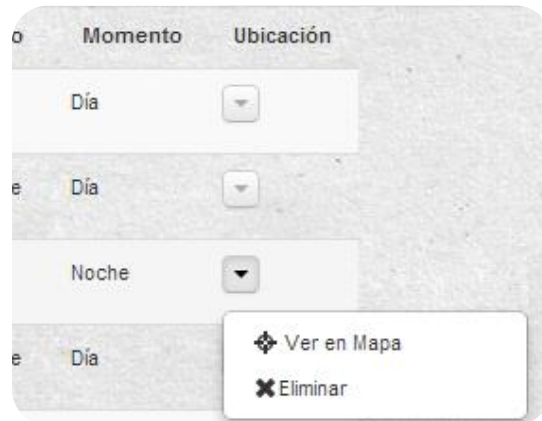 o Momento Ubicación
Día
e Día
Noche
e Día
Ver en Mapa
Eliminar